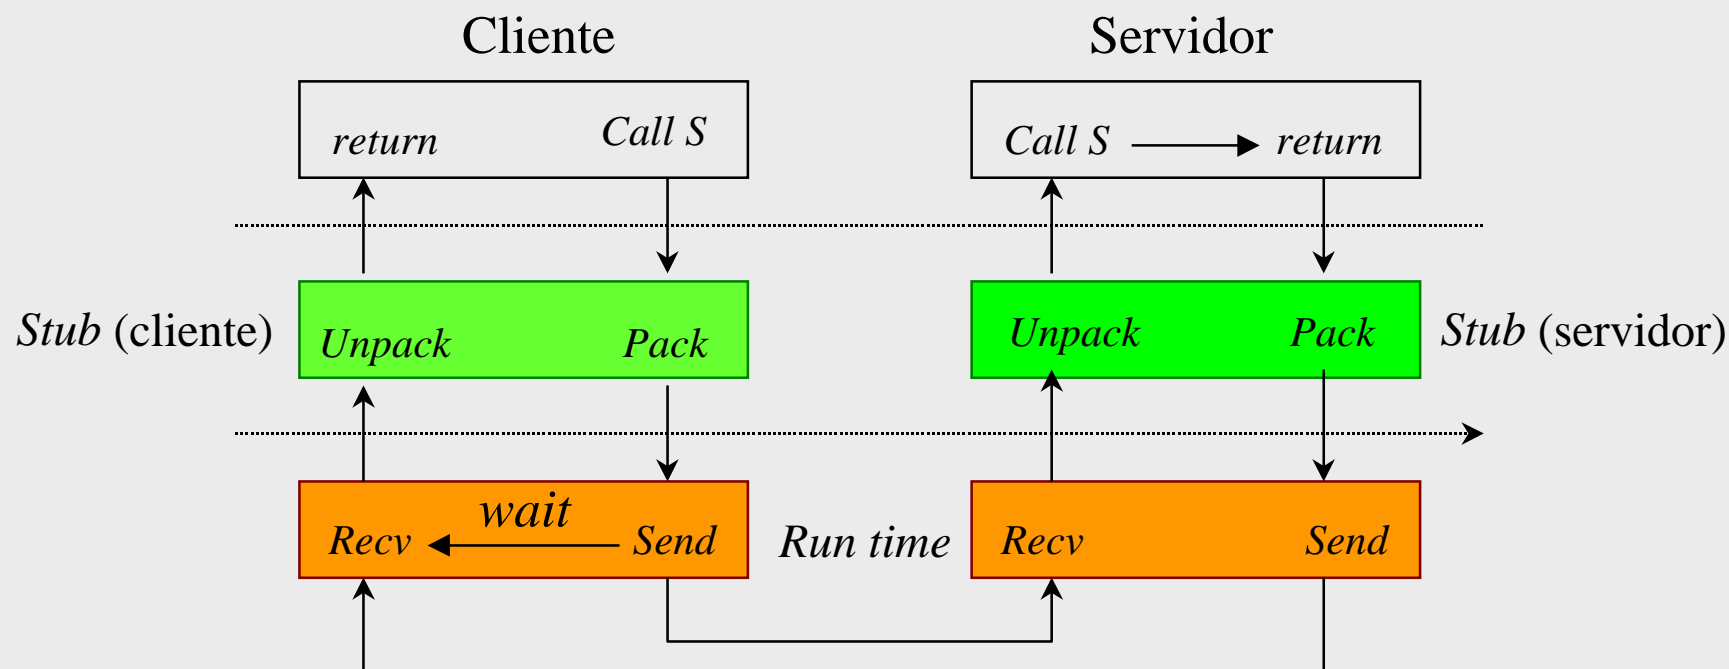 Cliente Servidor
return Call S Call S return
Stub (cliente) Unpack Pack Unpack Pack Stub (servidor)
wait
Recv Send Run time Recv Send